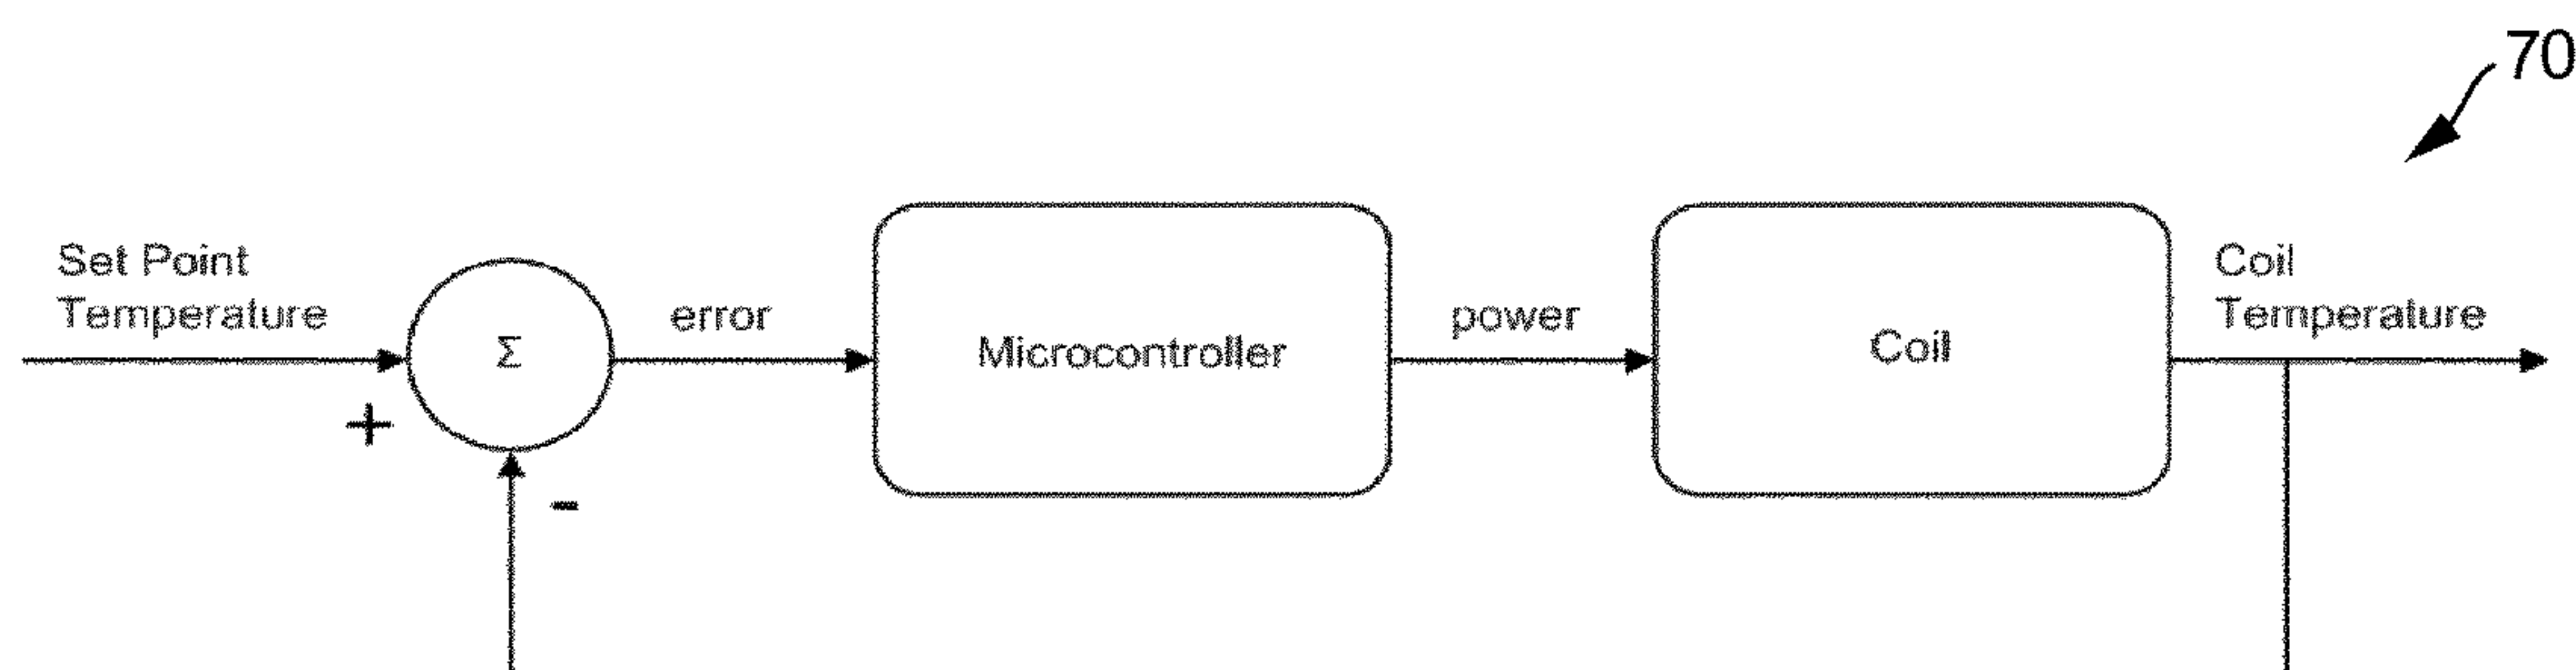 70
Set Point
Temperature
error
power
Coil
Temperature
Σ
Microcontroller
Coil
+
-